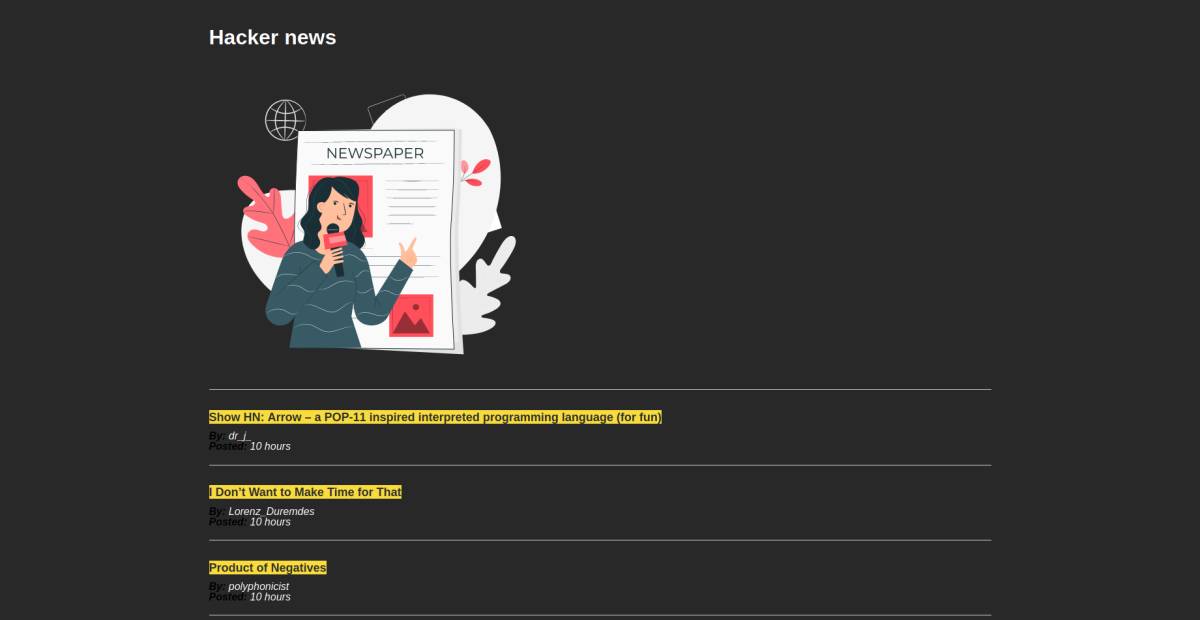 Hacker news
NEWSPAPER
Show HN: Arrow – a POP-11 inspired interpreted programming language (for fun)
By: dr_j_
Posted: 10 hours
I Don’t Want to Make Time for That
By: Lorenz_Duremdes
Posted: 10 hours
Product of Negatives
By: polyphonicist
Posted: 10 hours